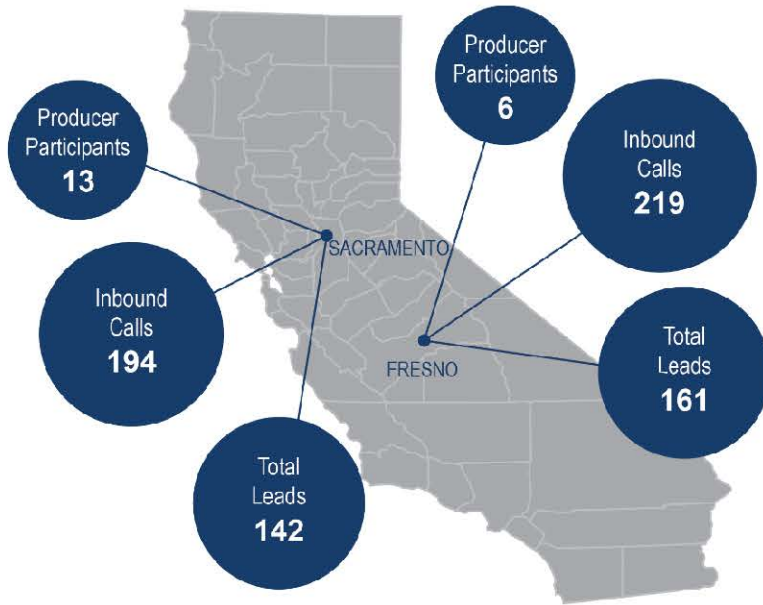 Producer
Participants
13
Inbound
Calls
194
Total
Leads
142
SACRAMENTO
Producer
Participants
6
Inbound
Calls
219
Total
Leads
161
FRESNO